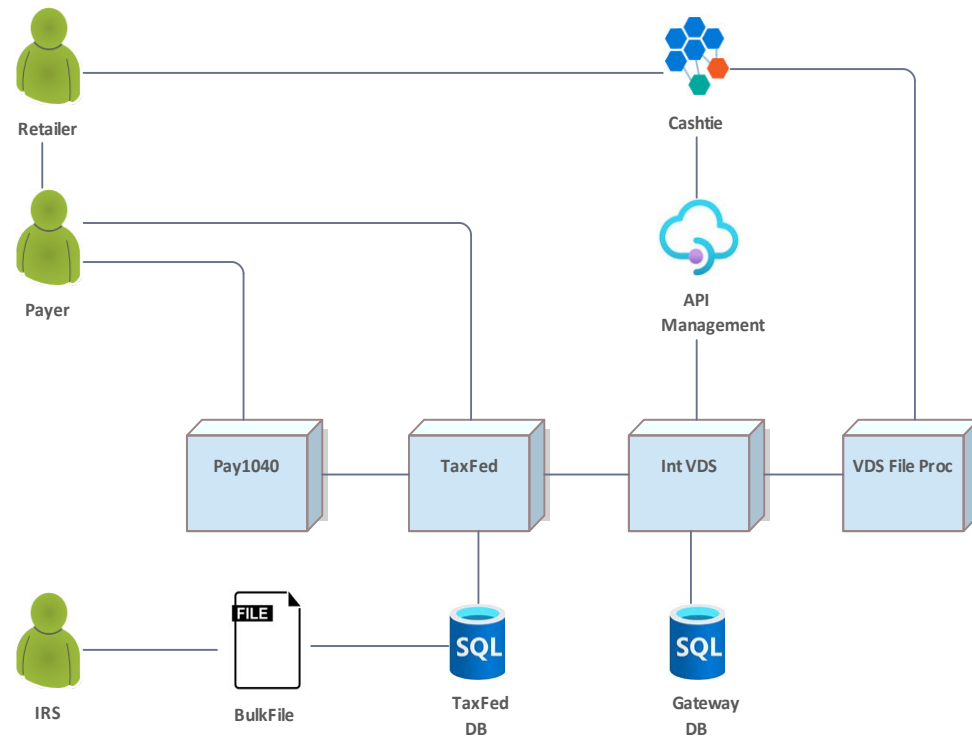 Retailer
Cashtie
Payer
API
Management
Pay1040
TaxFed
Int VDS
VDS File Proc
FILE
SQL
SQL
IRS
BulkFile
TaxFed
DB
Gateway
DB